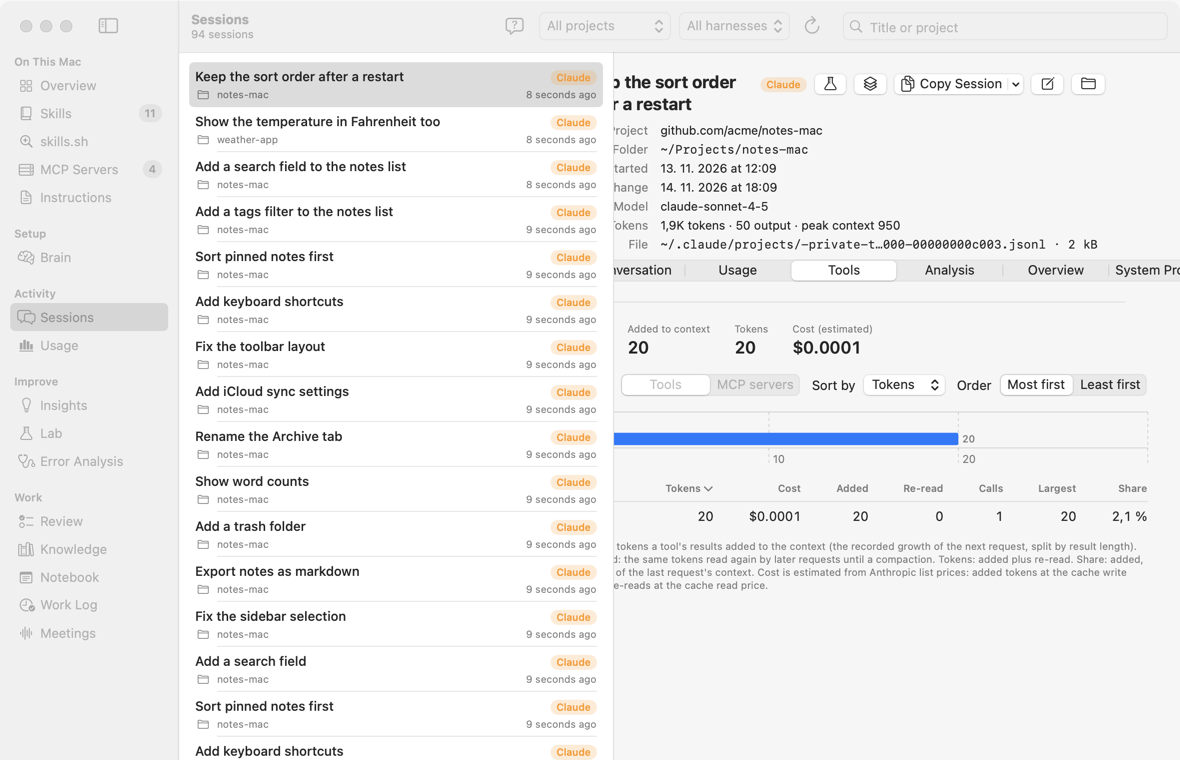 Sessions
94 sessions
All projects
All harnesses
Title or project
On This Mac
Overview
Skills 11
skills.sh
MCP Servers 4
Instructions
Setup
Brain
Activity
Sessions
Usage
Improve
Insights
Lab
Error Analysis
Work
Review
Knowledge
Notebook
Work Log
Meetings
Keep the sort order after a restart Claude
notes-mac 8 seconds ago
Show the temperature in Fahrenheit too Claude
weather-app 8 seconds ago
Add a search field to the notes list Claude
notes-mac 8 seconds ago
Add a tags filter to the notes list Claude
notes-mac 9 seconds ago
Sort pinned notes first Claude
notes-mac 9 seconds ago
Add keyboard shortcuts Claude
notes-mac 9 seconds ago
Fix the toolbar layout Claude
notes-mac 9 seconds ago
Add iCloud sync settings Claude
notes-mac 9 seconds ago
Rename the Archive tab Claude
notes-mac 9 seconds ago
Show word counts Claude
notes-mac 9 seconds ago
Add a trash folder Claude
notes-mac 9 seconds ago
Export notes as markdown Claude
notes-mac 9 seconds ago
Fix the sidebar selection Claude
notes-mac 9 seconds ago
Add a search field Claude
notes-mac 9 seconds ago
Sort pinned notes first Claude
notes-mac 9 seconds ago
Add keyboard shortcuts Claude
p the sort order Claude Copy Session
r a restart
Project github.com/acme/notes-mac
Folder ~/Projects/notes-mac
tarted 13. 11. 2026 at 12:09
hange 14. 11. 2026 at 18:09
Model claude-sonnet-4-5
Tokens 1,9K tokens · 50 output · peak context 950
File ~/.claude/projects/-private-t…000-00000000c003.jsonl · 2 kB
nversation Usage Tools Analysis Overview System Pro
Added to context Tokens Cost (estimated)
20 20 $0.0001
Tools MCP servers Sort by Tokens Order Most first Least first
20
10 20
Tokens Cost Added Re-read Calls Largest Share
20 $0.0001 20 0 1 20 2,1 %
tokens a tool's results added to the context (the recorded growth of the next request, split by result length).
d: the same tokens read again by later requests until a compaction. Tokens: added plus re-read. Share: added,
of the last request's context. Cost is estimated from Anthropic list prices: added tokens at the cache write
e-reads at the cache read price.